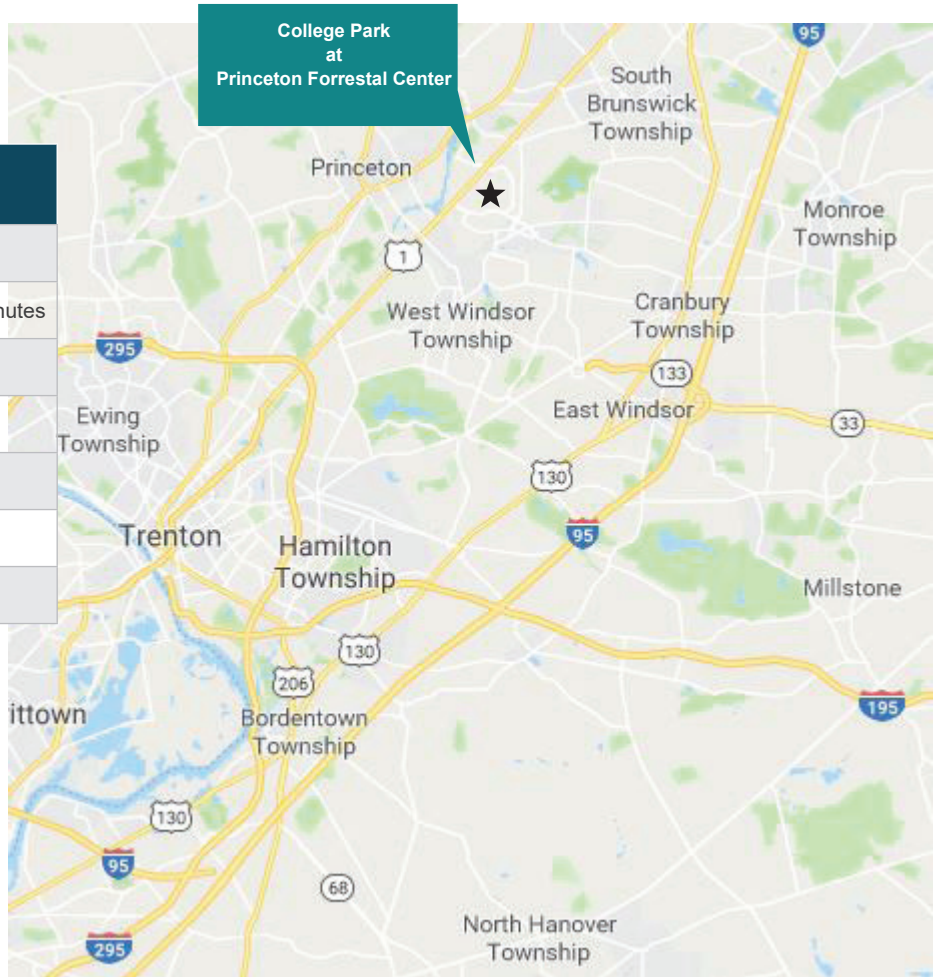 College Park
at
Princeton Forrestal Center
95
South
Brunswick
Township
Princeton
Monroe
Township
1
nutes
West Windsor
Township
Cranbury
Township
295
133
Ewing
Township
East Windsor
33
130
95
Trenton
Hamilton
Township
Millstone
130
206
195
ittown
Bordentown
Township
130
95
68
North Hanover
Township
295